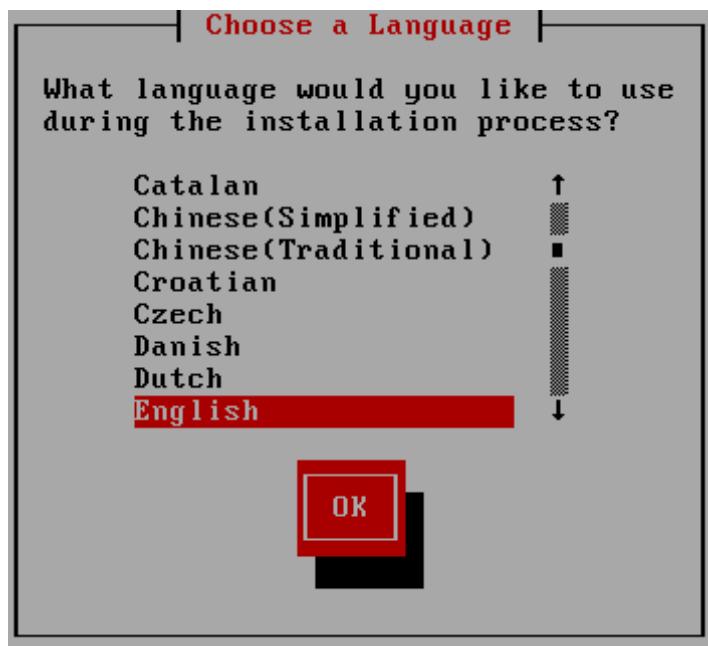 Choose a Language
What language would you like to use
during the installation process?
Catalan
Chinese(Simplified)
Chinese(Traditional)
Croatian
Czech
Danish
Dutch
English
OK